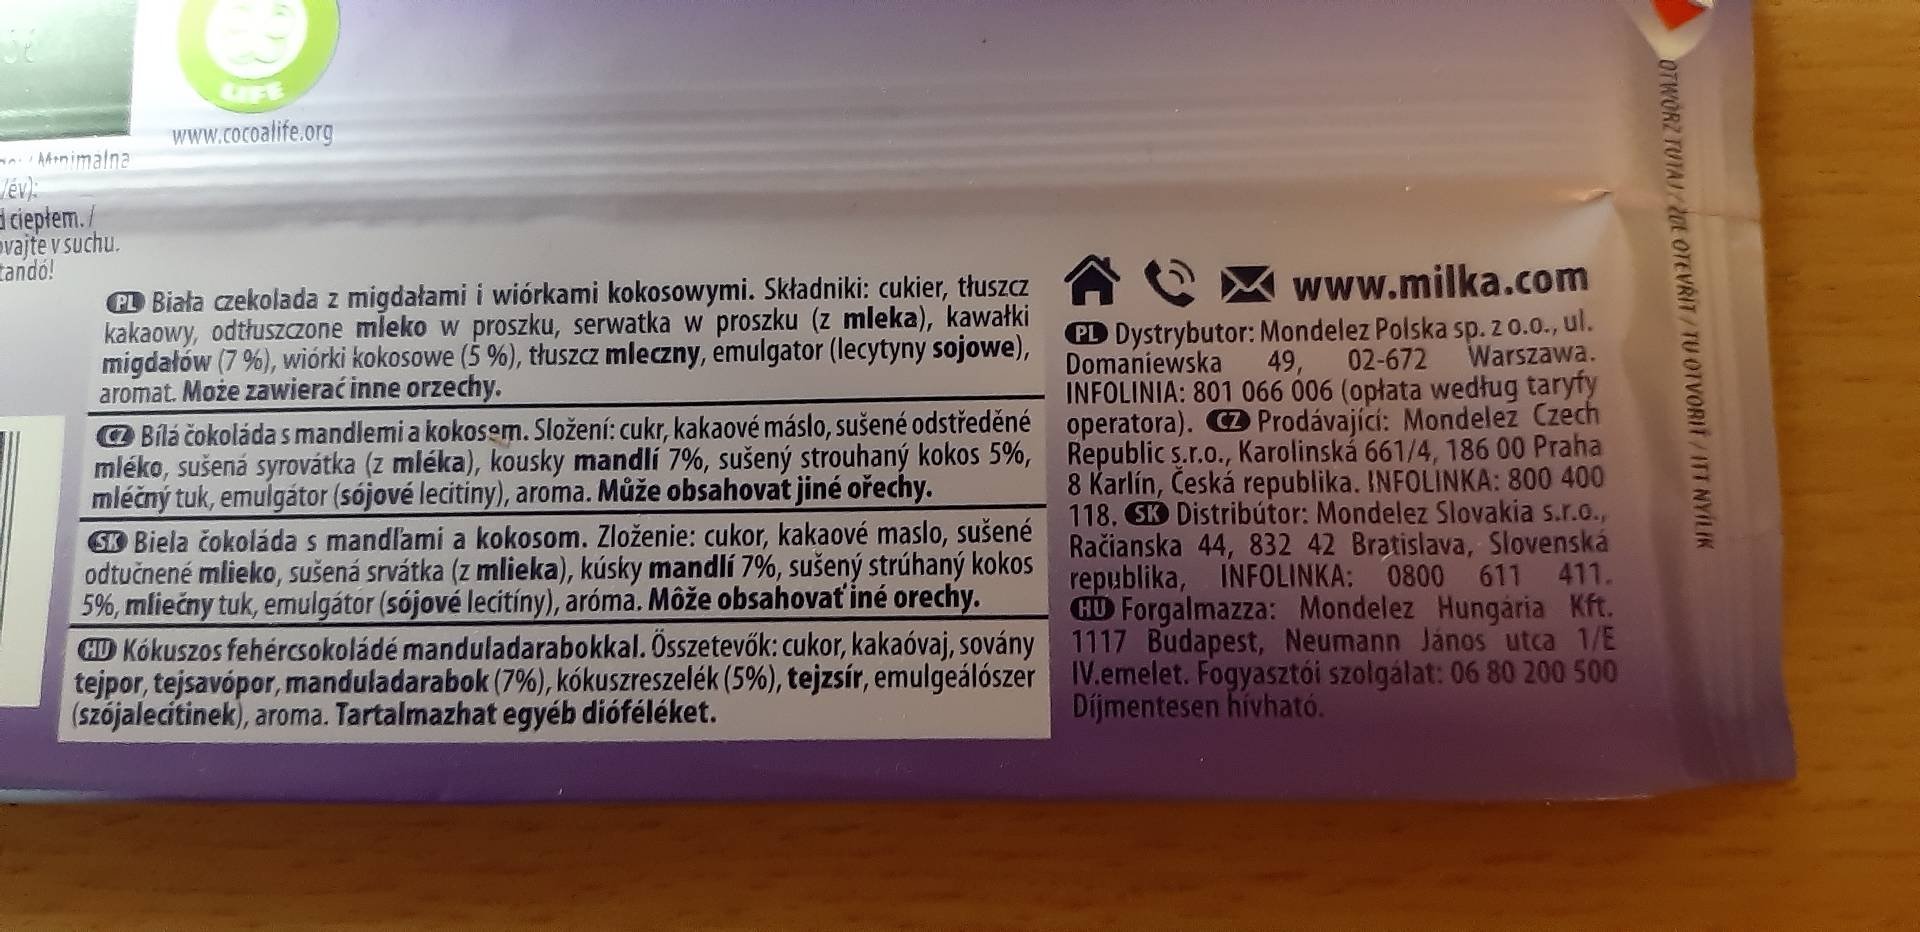 LIFE
www.cocoalife.org
Minimálna
/év):
ciepłem. /
vajte v suchu.
tandó!
PL Biała czekolada z migdałami i wiórkami kokosowymi. Składniki: cukier, tłuszcz
kakaowy, odtłuszczone mleko w proszku, serwatka w proszku (z mleka), kawałki
migdałów (7 %), wiórki kokosowe (5 %), tłuszcz mleczny, emulgator (lecytyny sojowe),
aromat. Może zawierać inne orzechy.
CZ Bílá čokoláda s mandlemi a kokosem. Složení: cukr, kakaové máslo, sušené odstředěné
mléko, sušená syrovátka (z mléka), kousky mandlí 7%, sušený strouhaný kokos 5%,
mléčný tuk, emulgátor (sójové lecitiny), aroma. Může obsahovat jiné ořechy.
SK Biela čokoláda s mandľami a kokosom. Zloženie: cukor, kakaové maslo, sušené
odtučnené mlieko, sušená srvátka (z mlieka), kúsky mandlí 7%, sušený strúhaný kokos
5%, mliečny tuk, emulgátor (sójové lecitíny), aróma. Môže obsahovať iné orechy.
HU Kókuszos fehércsokoládé manduladarabokkal. Összetevők: cukor, kakaóvaj, sovány
tejpor, tejsavópor, manduladarabok (7%), kókuszreszelék (5%), tejzsír, emulgeálószer
(szójalecitinek), aroma. Tartalmazhat egyéb dióféléket.
www.milka.com
PL Dystrybutor: Mondelez Polska sp. z o.o., ul.
Domaniewska 49, 02-672 Warszawa.
INFOLINIA: 801 066 006 (opłata według taryfy
operatora). CZ Prodávající: Mondelez Czech
Republic s.r.o., Karolinská 661/4, 186 00 Praha
8 Karlín, Česká republika. INFOLINKA: 800 400
118. SK Distribútor: Mondelez Slovakia s.r.o.,
Račianska 44, 832 42 Bratislava, Slovenská
republika, INFOLINKA: 0800 611 411.
HU Forgalmazza: Mondelez Hungária Kft.
1117 Budapest, Neumann János utca 1/E
IV.emelet. Fogyasztói szolgálat: 06 80 200 500
Díjmentesen hívható.
OTWÓRZ TUTAJ / ZDE OTEVŘÍT / TU OTVORIŤ / ITT NYÍLIK